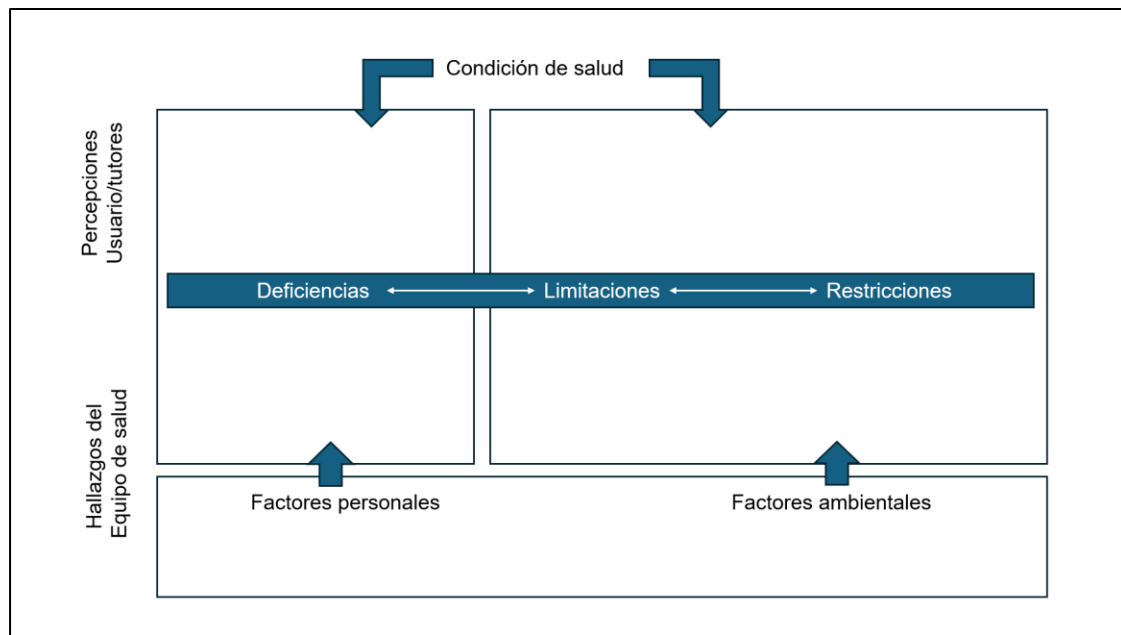 Condición de salud
Percepciones
Usuario/tutores
Deficiencias
Limitaciones
Restricciones
Hallazgos del
Equipo de salud
Factores personales
Factores ambientales